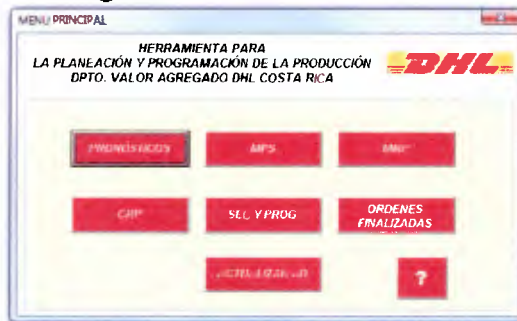 MENU PRINCIPAL
HERRAMIENTA PARA
LA PLANEACIÓN Y PROGRAMACIÓN DE LA PRODUCCIÓN
DPTO. VALOR AGREGADO DHL COSTA RICA
DHL
PRONÓSTICOS
MPS
MRP
CRP
SEC Y PROG
ORDENES
FINALIZADAS
?